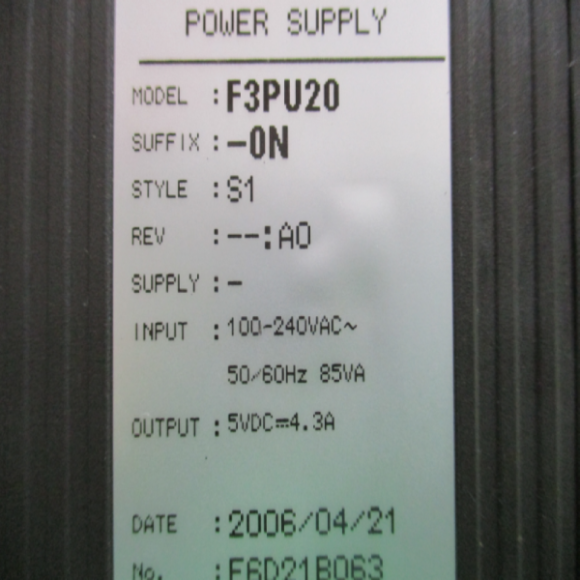 POWER SUPPLY
MODEL :F3PU20
SUFFIX :-0N
STYLE :S1
REV :--:A0
SUPPLY :-
INPUT :100-240VAC~
50/60Hz 85VA
OUTPUT :5VDC⎓4.3A
DATE :2006/04/21
No. :F6D21B063